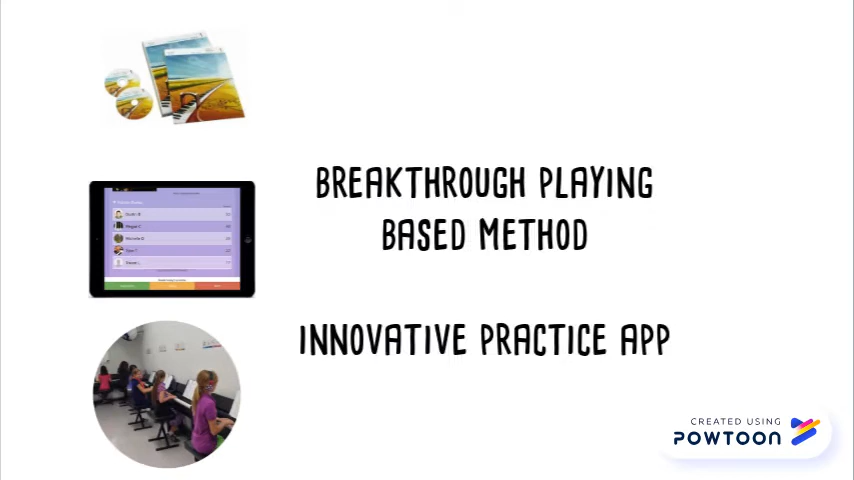 BREAKTHROUGH PLAYING
BASED METHOD
INNOVATIVE PRACTICE APP
CREATED USING
POWTOON